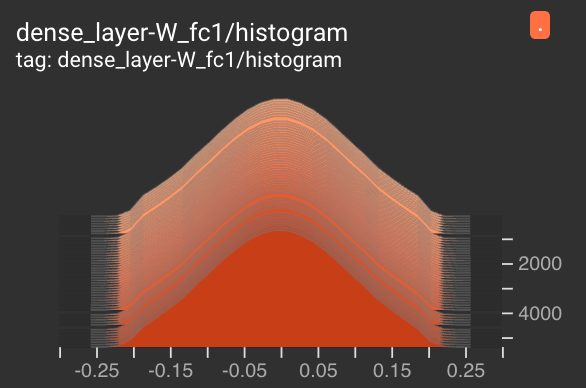 dense_layer-W_fc1/histogram
.
tag: dense_layer-W_fc1/histogram
2000
4000
-0.25 -0.15 -0.05 0.05 0.15 0.25